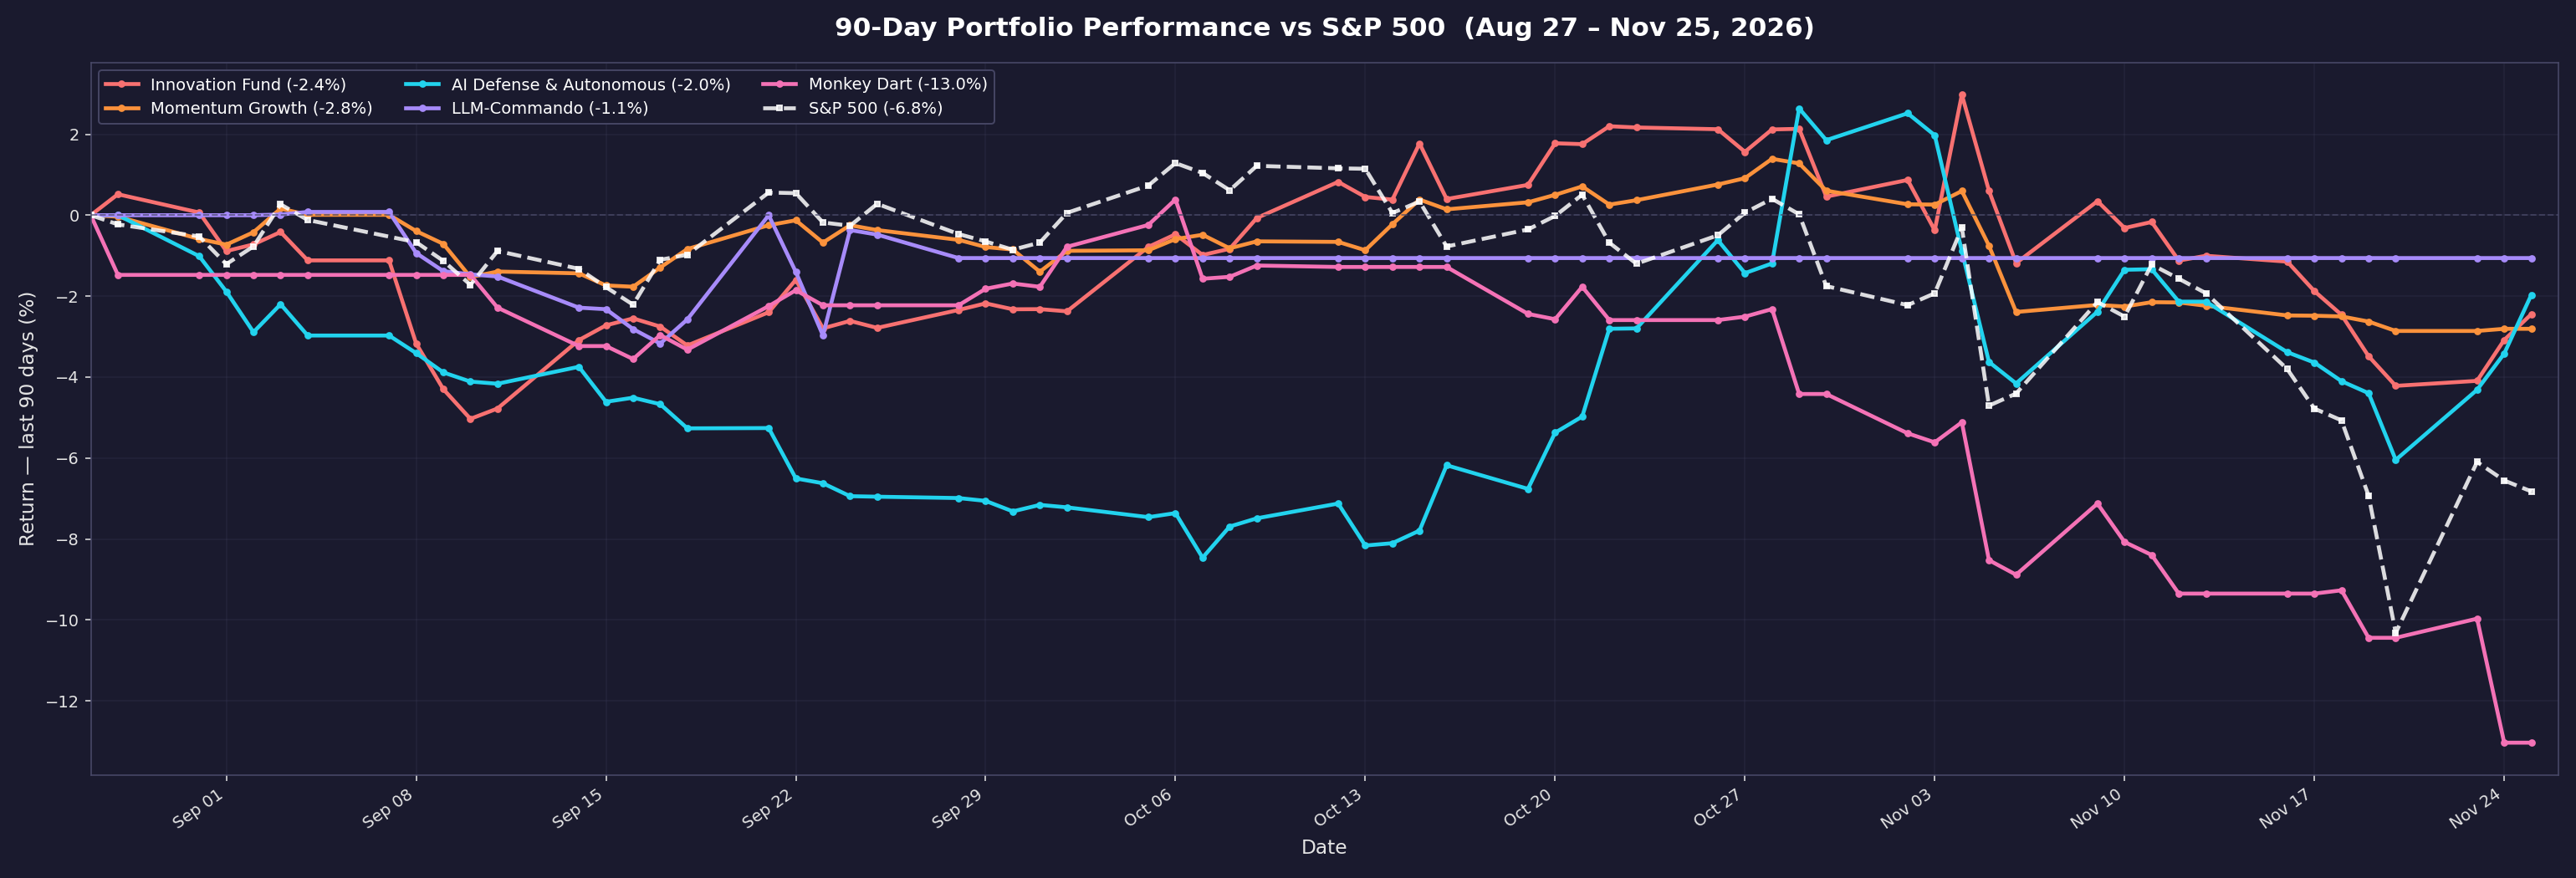 90-Day Portfolio Performance vs S&P 500  (Aug 27 – Nov 25, 2026)
Innovation Fund (-2.4%)
Momentum Growth (-2.8%)
AI Defense & Autonomous (-2.0%)
LLM-Commando (-1.1%)
Monkey Dart (-13.0%)
S&P 500 (-6.8%)
Return — last 90 days (%)
2
0
−2
−4
−6
−8
−10
−12
Sep 01
Sep 08
Sep 15
Sep 22
Sep 29
Oct 06
Oct 13
Oct 20
Oct 27
Nov 03
Nov 10
Nov 17
Nov 24
Date